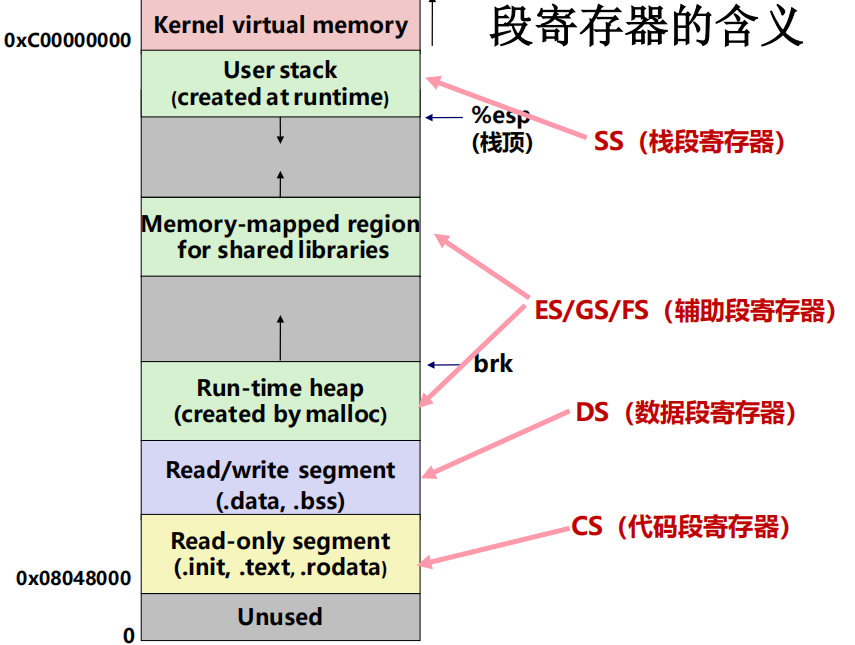 段寄存器的含义
Kernel virtual memory
0xC00000000
User stack
(created at runtime)
%esp
(栈顶)
SS（栈段寄存器）
Memory-mapped region
for shared libraries
ES/GS/FS（辅助段寄存器）
brk
Run-time heap
(created by malloc)
DS（数据段寄存器）
Read/write segment
(.data, .bss)
CS（代码段寄存器）
Read-only segment
(.init, .text, .rodata)
0x08048000
Unused
0